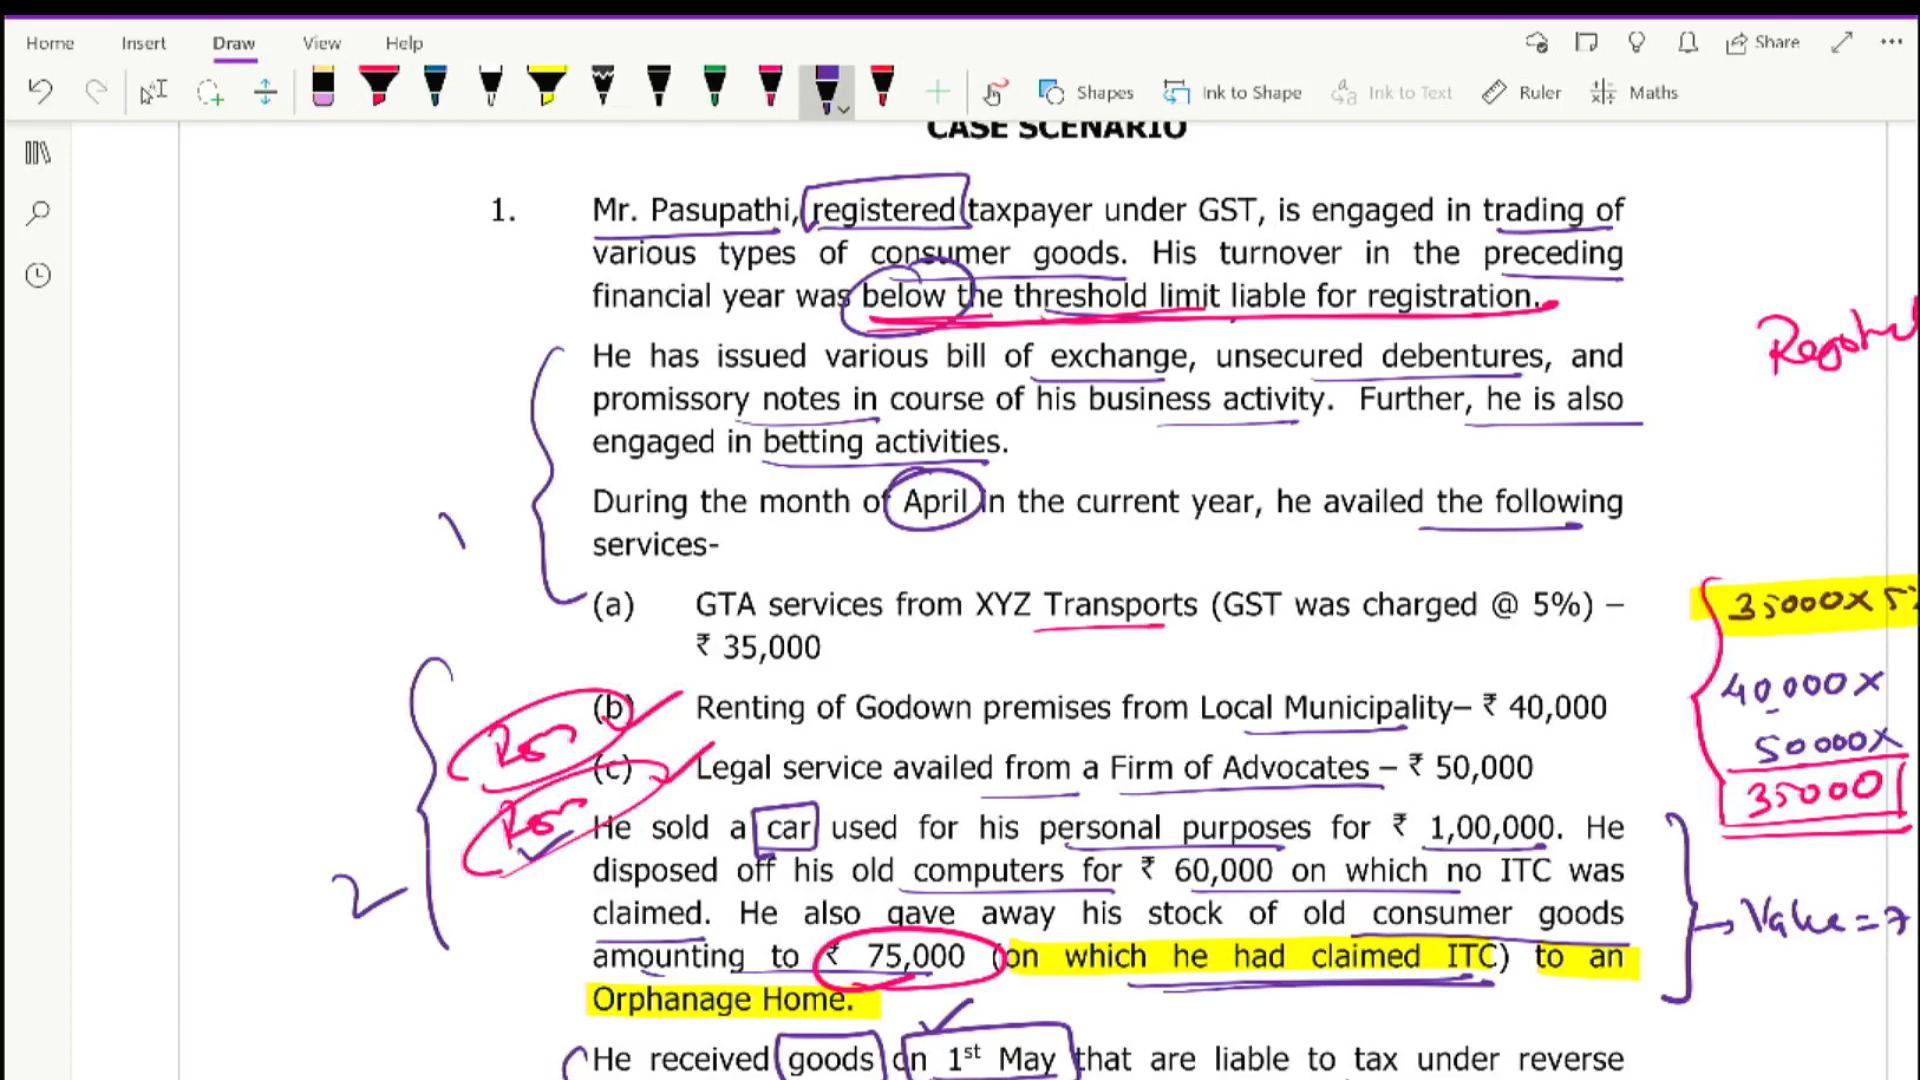 Home Insert Draw View Help Share
Shapes Ink to Shape Ink to Text Ruler Maths
CASE SCENARIO
1. Mr. Pasupathi, registered taxpayer under GST, is engaged in trading of
various types of consumer goods. His turnover in the preceding
financial year was below the threshold limit liable for registration.
He has issued various bill of exchange, unsecured debentures, and
promissory notes in course of his business activity. Further, he is also
engaged in betting activities.
During the month of April in the current year, he availed the following
services-
(a) GTA services from XYZ Transports (GST was charged @ 5%) –
₹ 35,000
35000 x 5%
(b) Renting of Godown premises from Local Municipality– ₹ 40,000
40,000 x
(c) Legal service availed from a Firm of Advocates – ₹ 50,000
50000 x
35000
He sold a car used for his personal purposes for ₹ 1,00,000. He
disposed off his old computers for ₹ 60,000 on which no ITC was
2
claimed. He also gave away his stock of old consumer goods
Value = 7
amounting to ₹ 75,000 (on which he had claimed ITC) to an
Orphanage Home.
He received goods on 1st May that are liable to tax under reverse